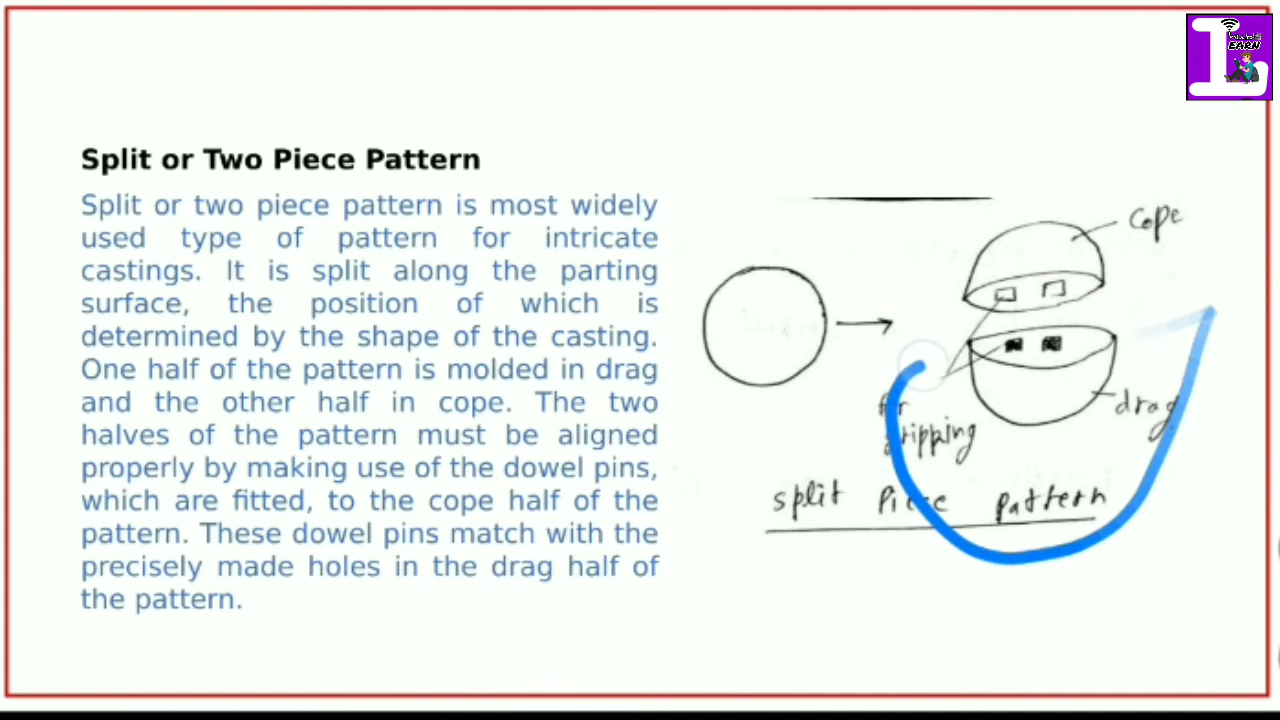 Split or Two Piece Pattern
Split or two piece pattern is most widely
used type of pattern for intricate
castings. It is split along the parting
surface, the position of which is
determined by the shape of the casting.
One half of the pattern is molded in drag
and the other half in cope. The two
halves of the pattern must be aligned
properly by making use of the dowel pins,
which are fitted, to the cope half of the
pattern. These dowel pins match with the
precisely made holes in the drag half of
the pattern.
Cope
drag
for
gripping
split Piece Pattern
L
EARN